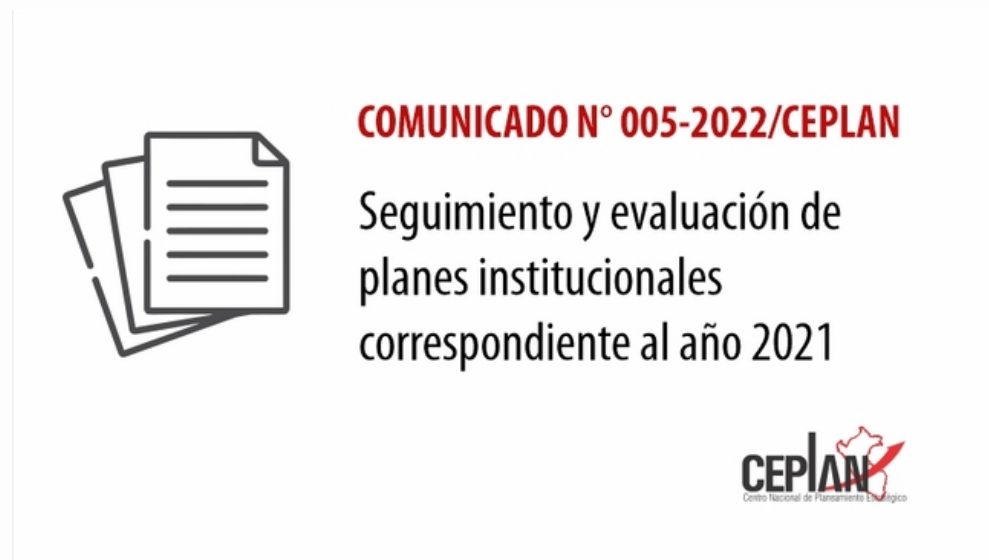 COMUNICADO N° 005-2022/CEPLAN
Seguimiento y evaluación de
planes institucionales
correspondiente al año 2021
CEPLAN
Centro Nacional de Planeamiento Estratégico